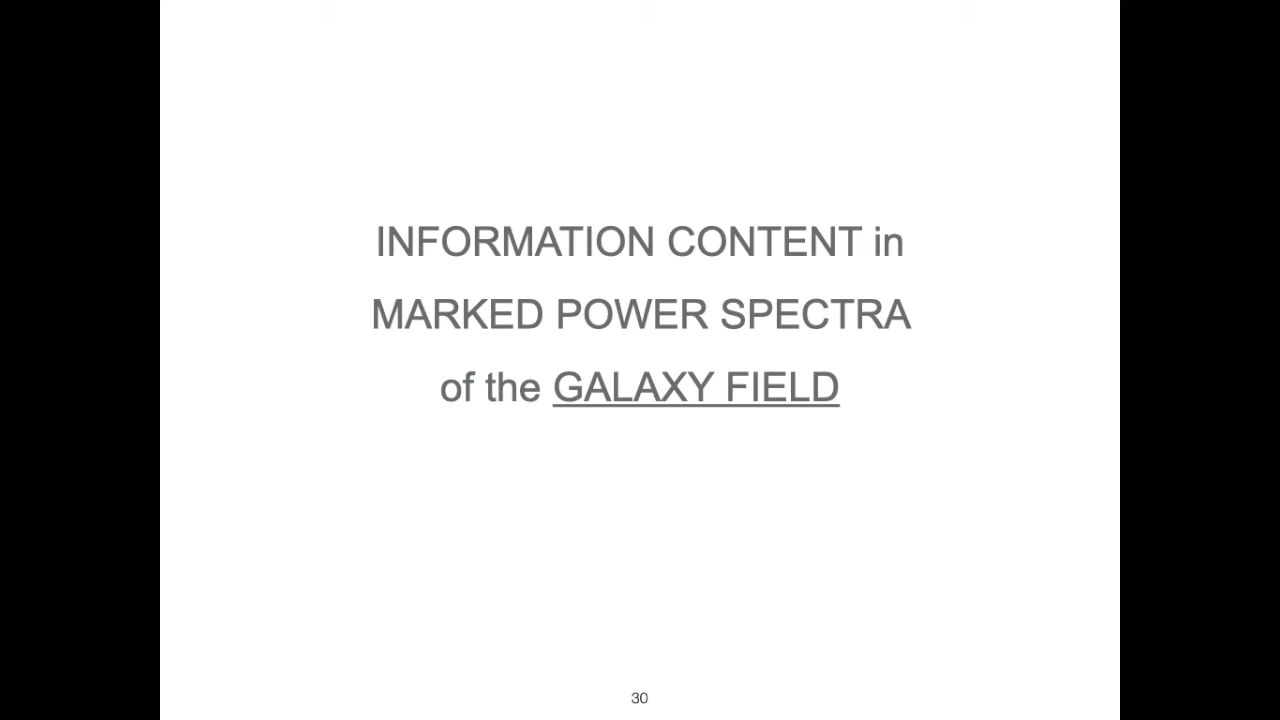 INFORMATION CONTENT in
MARKED POWER SPECTRA
of the GALAXY FIELD
30